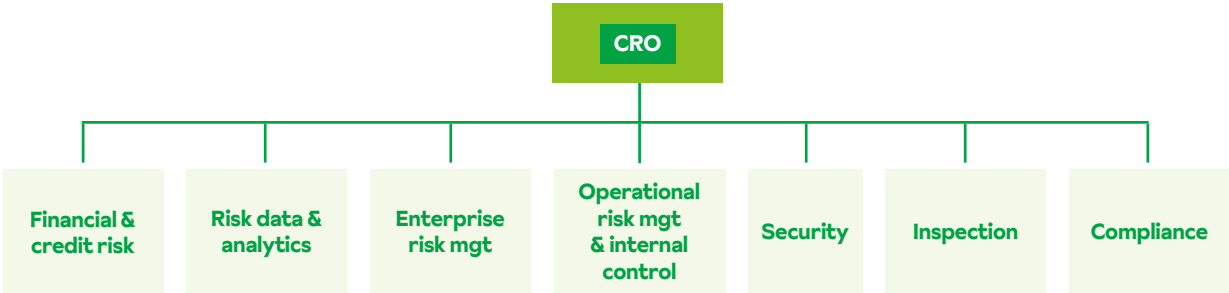 CRO
Financial &
credit risk
Risk data &
analytics
Enterprise
risk mgt
Operational
risk mgt
& internal
control
Security
Inspection
Compliance